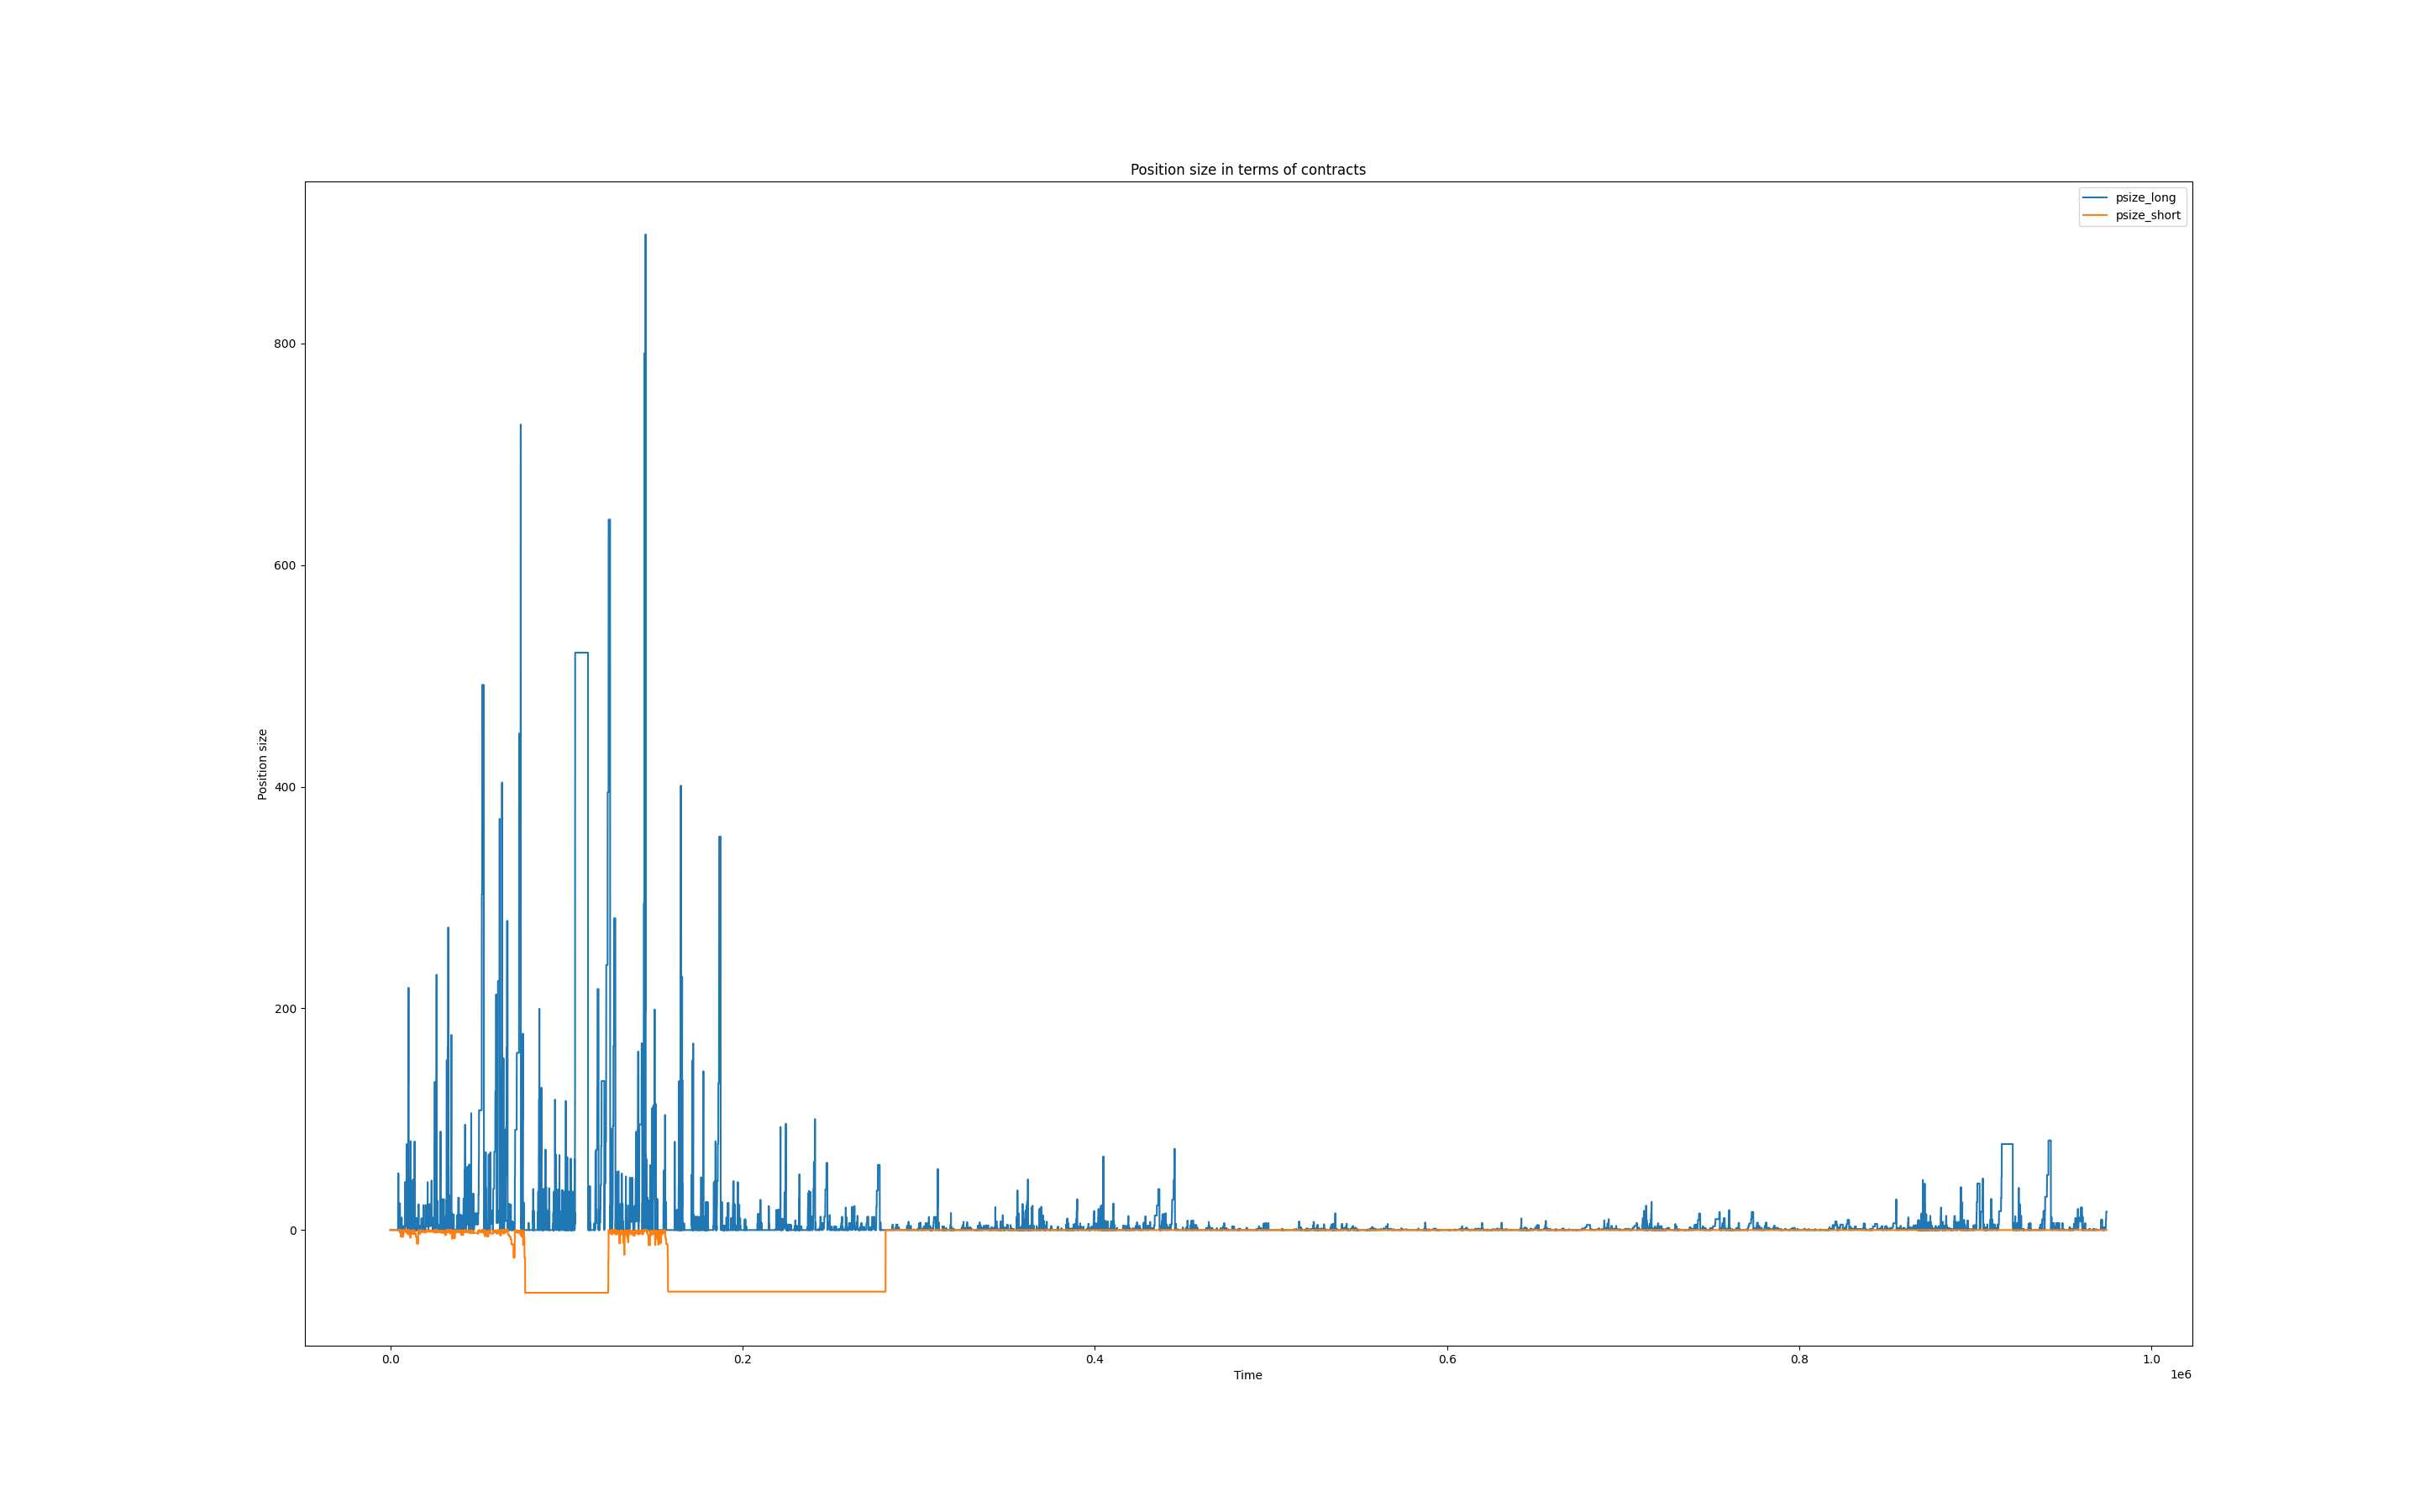 Position size in terms of contracts
psize_long
psize_short
Position size
800
600
400
200
0
0.0
0.2
0.4
0.6
0.8
1.0
1e6
Time